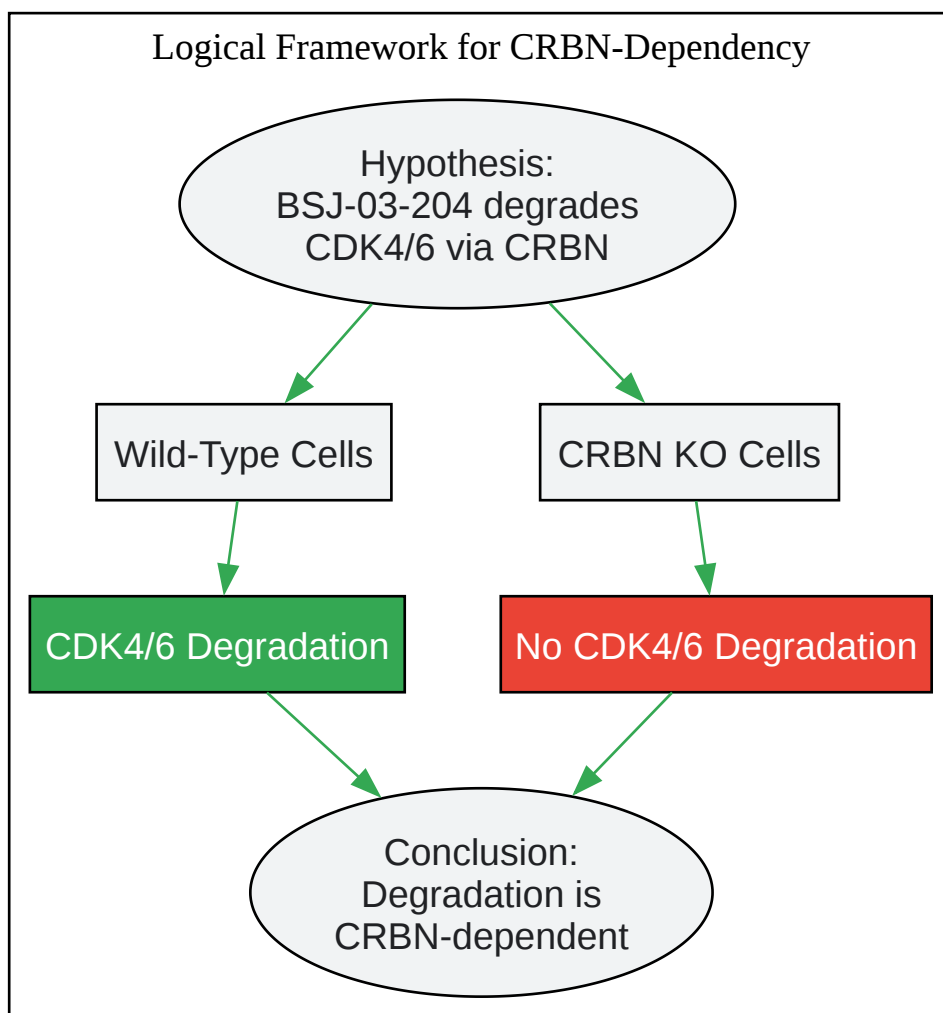 Logical Framework for CRBN-Dependency
Hypothesis:
BSJ-03-204 degrades
CDK4/6 via CRBN
Wild-Type Cells
CRBN KO Cells
CDK4/6 Degradation
No CDK4/6 Degradation
Conclusion:
Degradation is
CRBN-dependent